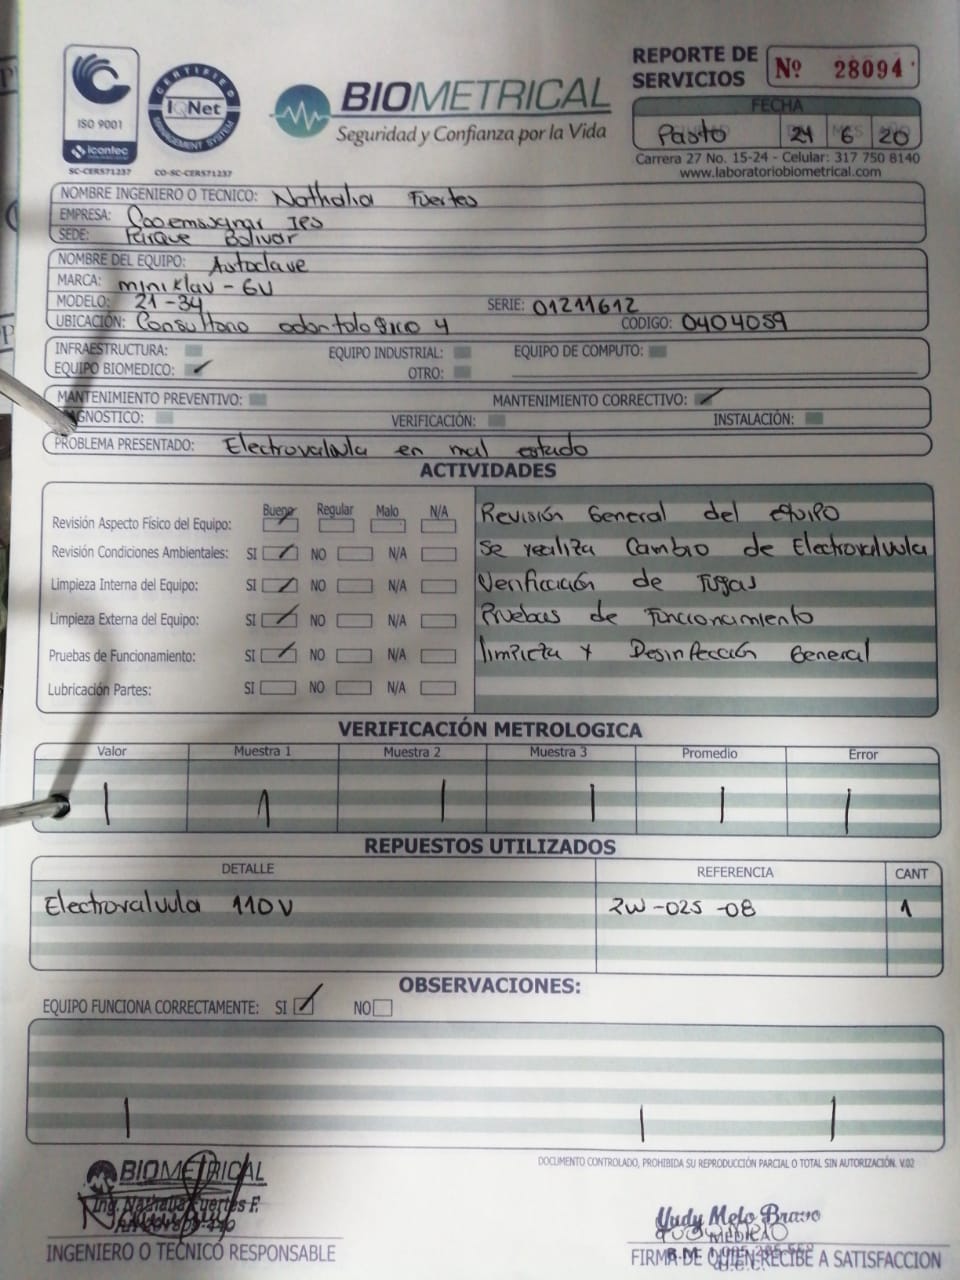 ISO 9001
icontec
SC-CER571237
CERTIFIED
IQNet
MANAGEMENT SYSTEM
CO-SC-CER571237
BIOMETRICAL
Seguridad y Confianza por la Vida
REPORTE DE SERVICIOS
Nº 28094
FECHA
Pasto 24 6 20
Carrera 27 No. 15-24 - Celular: 317 750 8140
www.laboratoriobiometrical.com
NOMBRE INGENIERO O TECNICO: Nathalia Fuertes
EMPRESA: Coemssanar IPS
SEDE: Parque Bolivar
NOMBRE DEL EQUIPO: Autoclave
MARCA: miniklav - 6V
MODELO: 21-34 SERIE: 01211612
UBICACIÓN: Consultorio odontologico 4 CODIGO: 0404059
INFRAESTRUCTURA: EQUIPO INDUSTRIAL: EQUIPO DE COMPUTO:
EQUIPO BIOMEDICO: ✓ OTRO:
MANTENIMIENTO PREVENTIVO: MANTENIMIENTO CORRECTIVO: ✓
AGNOSTICO: VERIFICACIÓN: INSTALACIÓN:
PROBLEMA PRESENTADO: Electrovalvula en mal estado
ACTIVIDADES
Bueno Regular Malo N/A
Revisión Aspecto Físico del Equipo:
Revisión Condiciones Ambientales: SI NO N/A
Limpieza Interna del Equipo: SI NO N/A
Limpieza Externa del Equipo: SI NO N/A
Pruebas de Funcionamiento: SI NO N/A
Lubricación Partes: SI NO N/A
Revisión General del equipo
Se realiza Cambio de Electrovalvula
Verificación de Fugas
Pruebas de Funcionamiento
limpieza y Desinfección General
VERIFICACIÓN METROLOGICA
Valor Muestra 1 Muestra 2 Muestra 3 Promedio Error
REPUESTOS UTILIZADOS
DETALLE REFERENCIA CANT
Electrovalvula 110V 2W-025-08 1
OBSERVACIONES:
EQUIPO FUNCIONA CORRECTAMENTE: SI NO
DOCUMENTO CONTROLADO, PROHIBIDA SU REPRODUCCIÓN PARCIAL O TOTAL SIN AUTORIZACIÓN. V.02
BIOMETRICAL
Ing. Nathalia Fuertes F.
INGENIERO O TECNICO RESPONSABLE
Yudy Melo Bravo
MEDICA
FIRMA DE QUIEN RECIBE A SATISFACCION